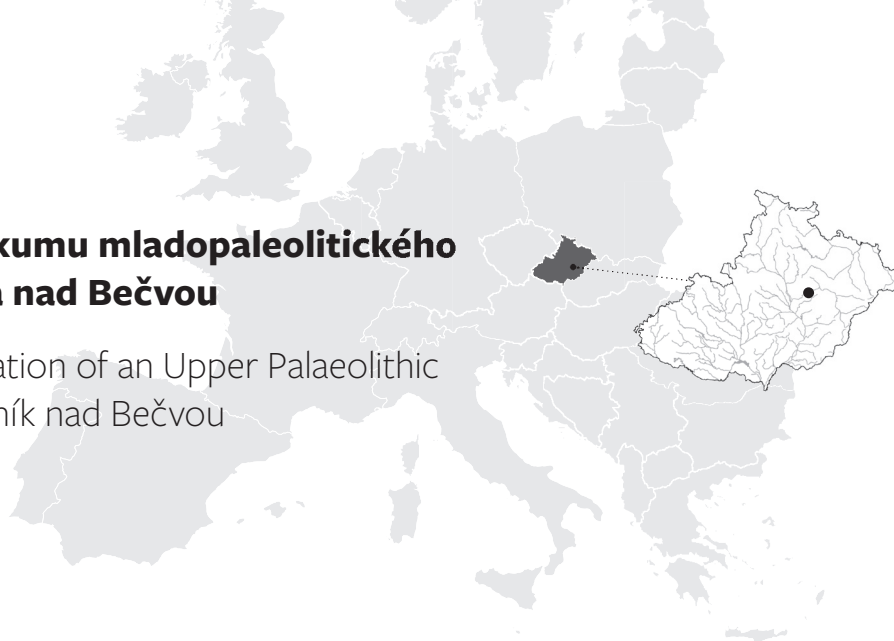 kumu mladopaleolitického
nad Bečvou
ation of an Upper Palaeolithic
ník nad Bečvou